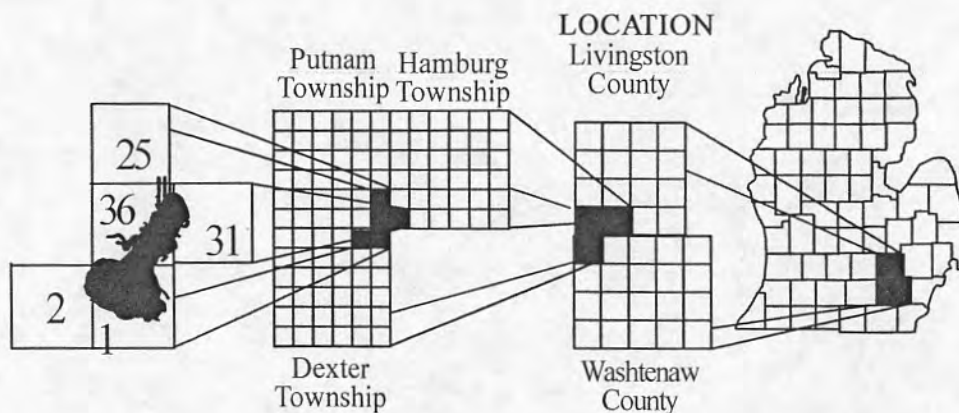 LOCATION
Putnam
Township
Hamburg
Township
Livingston
County
25
36
31
2
1
Dexter
Township
Washtenaw
County